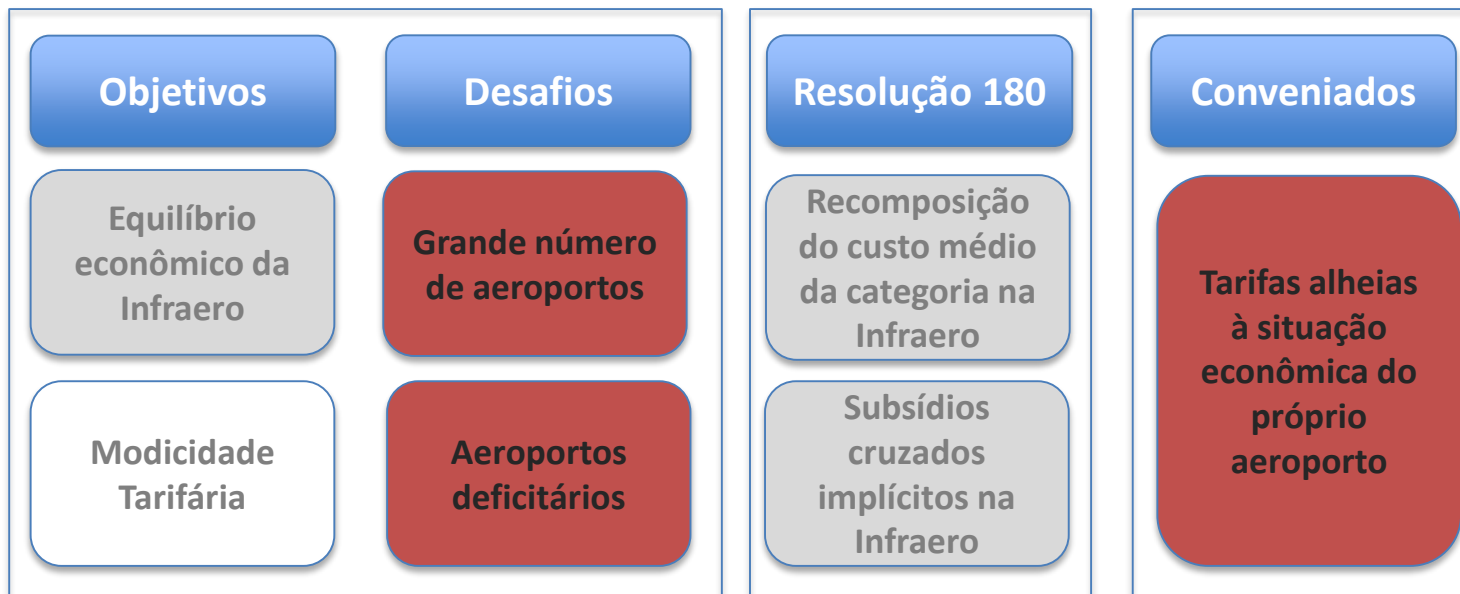 Objetivos
Equilíbrio
econômico da
Infraero
Modicidade
Tarifária
Desafios
Grande número
de aeroportos
Aeroportos
deficitários
Resolução 180
Recomposição
do custo médio
da categoria na
Infraero
Subsídios
cruzados
implícitos na
Infraero
Conveniados
Tarifas alheias
à situação
econômica do
próprio
aeroporto